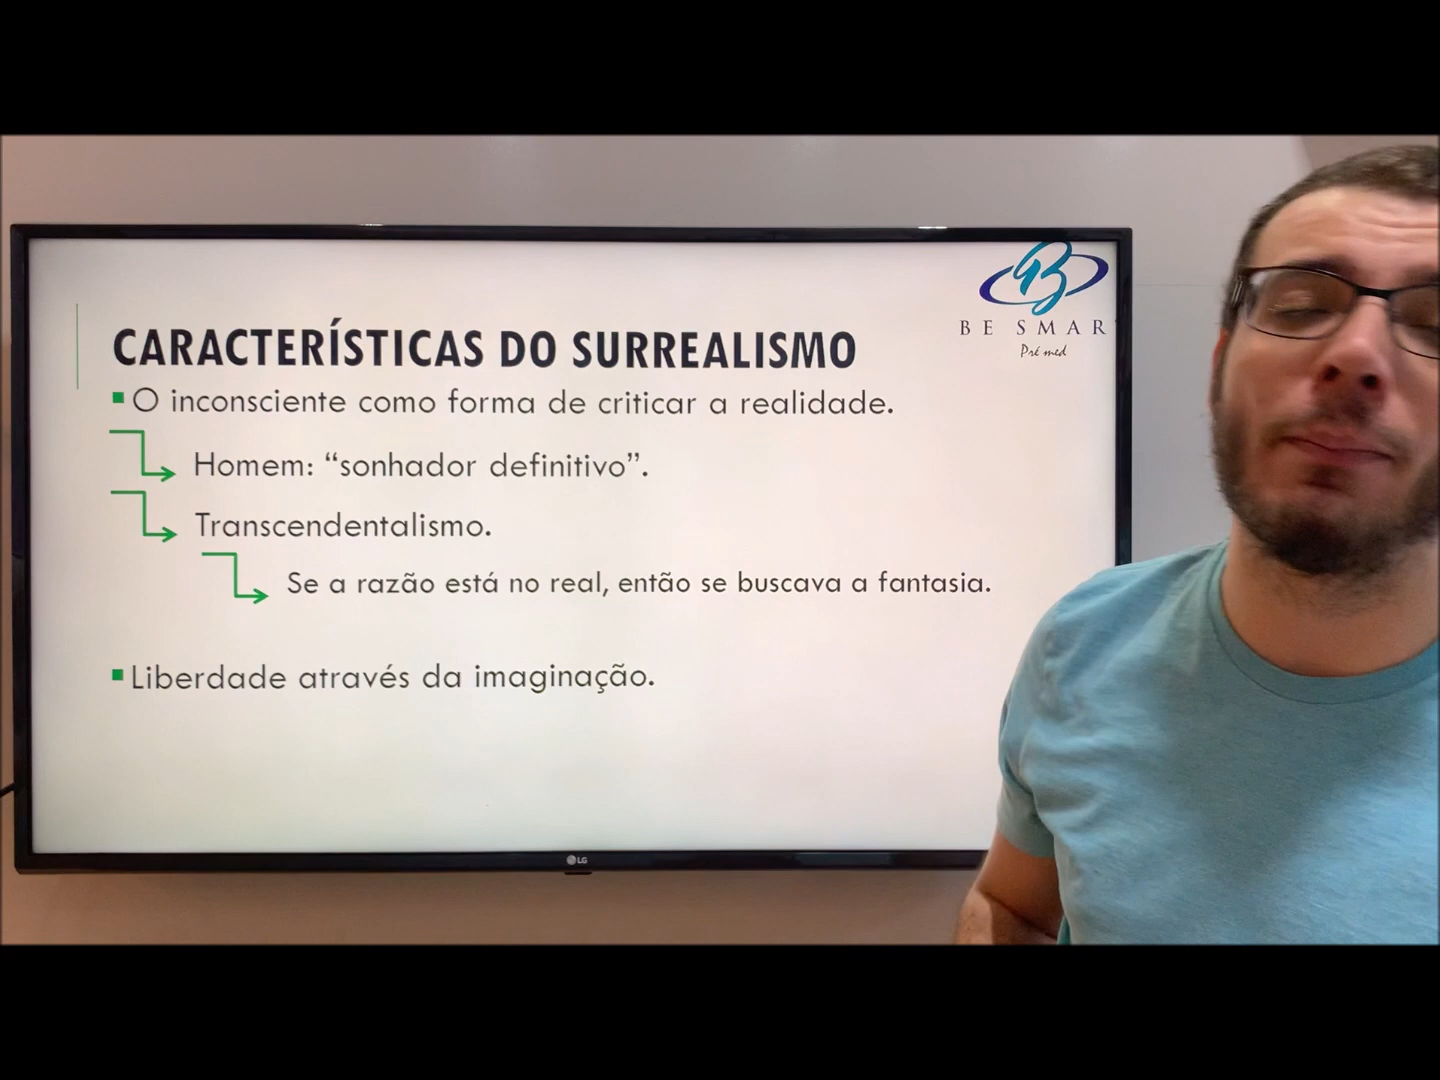 BE SMAR
Pré med
CARACTERÍSTICAS DO SURREALISMO
O inconsciente como forma de criticar a realidade.
Homem: “sonhador definitivo”.
Transcendentalismo.
Se a razão está no real, então se buscava a fantasia.
Liberdade através da imaginação.
LG